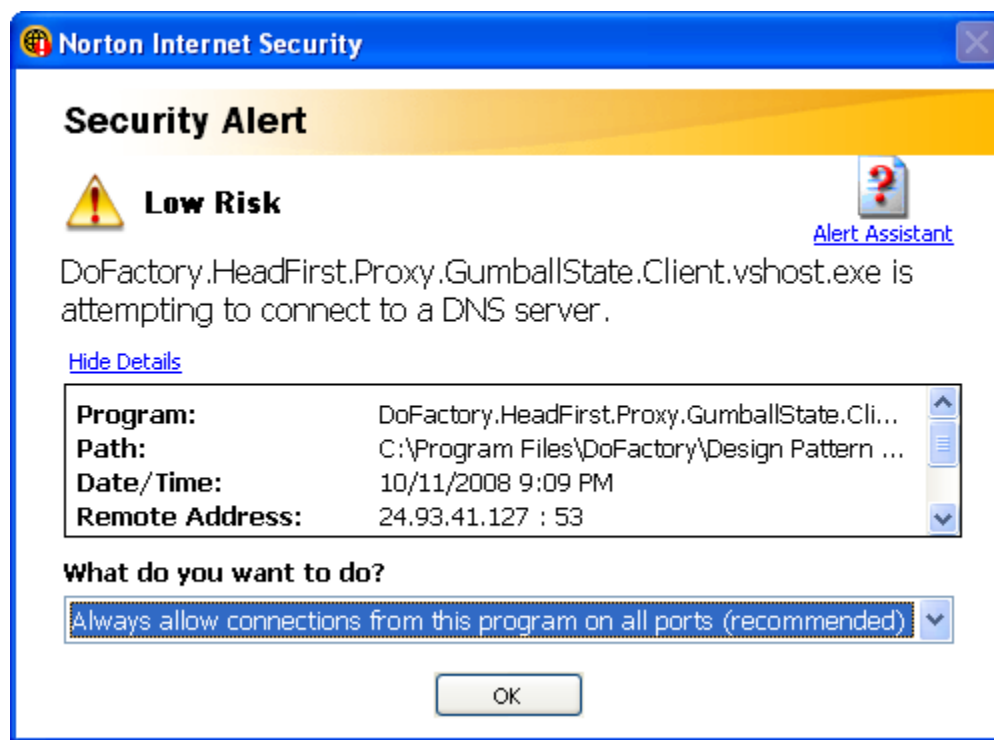 Norton Internet Security
Security Alert
Low Risk
Alert Assistant
DoFactory.HeadFirst.Proxy.GumballState.Client.vshost.exe is
attempting to connect to a DNS server.
Hide Details
Program: DoFactory.HeadFirst.Proxy.GumballState.Cli...
Path: C:\Program Files\DoFactory\Design Pattern ...
Date/Time: 10/11/2008 9:09 PM
Remote Address: 24.93.41.127 : 53
What do you want to do?
Always allow connections from this program on all ports (recommended)
OK